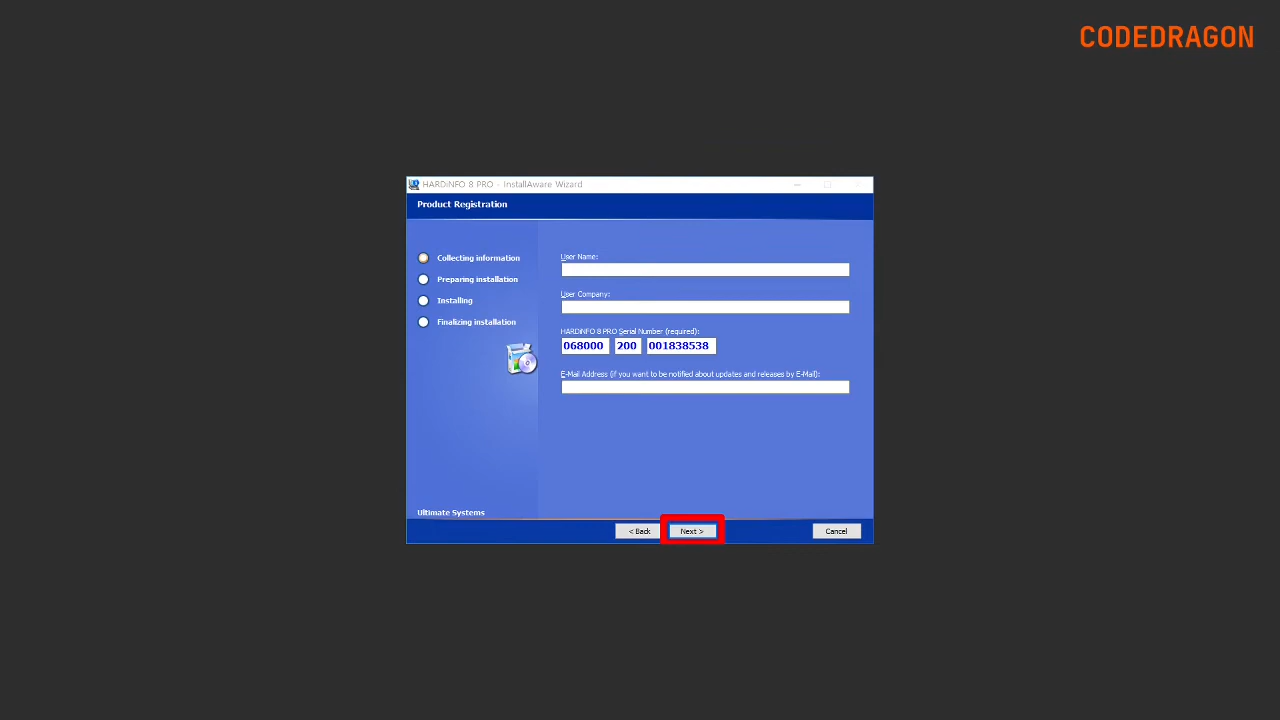 CODEDRAGON
HARDiNFO 8 PRO - InstallAware Wizard
Product Registration
Collecting information
Preparing installation
Installing
Finalizing installation
User Name:
User Company:
HARDiNFO 8 PRO Serial Number (required):
068000 200 001838538
E-Mail Address (if you want to be notified about updates and releases by E-Mail):
Ultimate Systems
< Back Next > Cancel